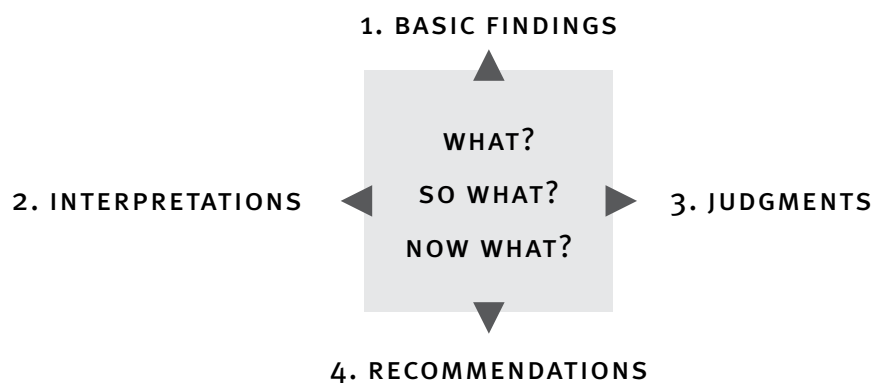 1. BASIC FINDINGS
WHAT?
2. INTERPRETATIONS
SO WHAT?
3. JUDGMENTS
NOW WHAT?
4. RECOMMENDATIONS